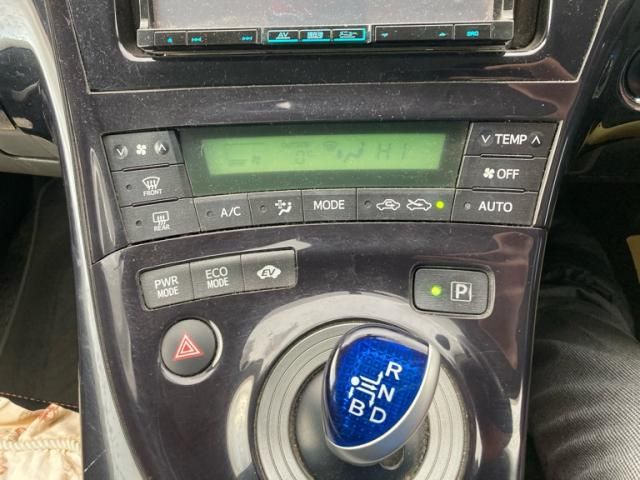 AV
HI
TEMP
OFF
FRONT
REAR
A/C
MODE
AUTO
PWR
MODE
ECO
MODE
EV
P
R
N
B
D